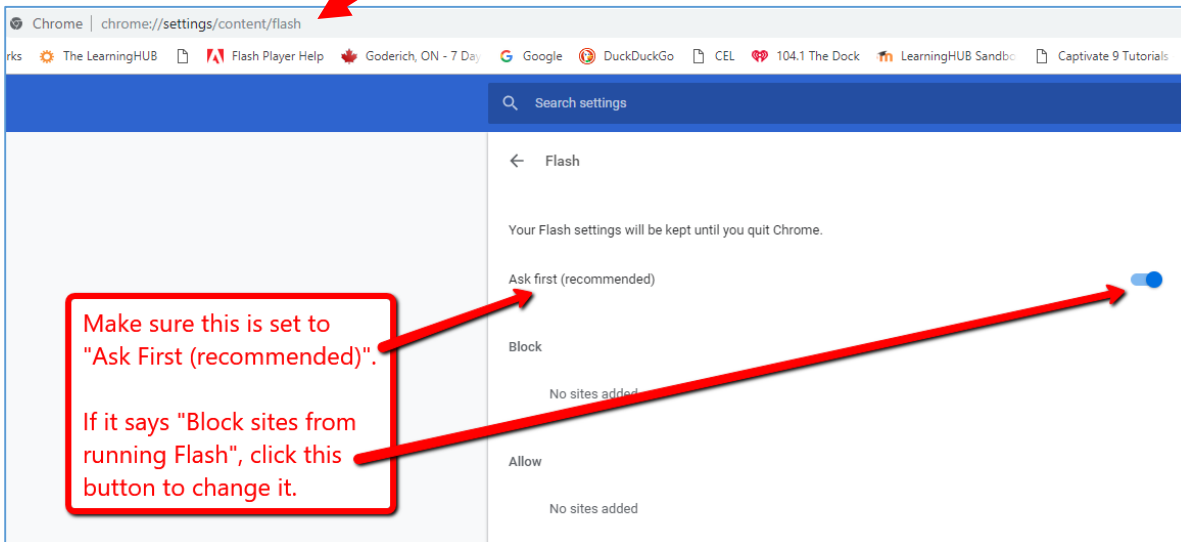 Chrome | chrome://settings/content/flash
rks The LearningHUB Flash Player Help Goderich, ON - 7 Day Google DuckDuckGo CEL 104.1 The Dock LearningHUB Sandbo Captivate 9 Tutorials
Search settings
Flash
Your Flash settings will be kept until you quit Chrome.
Ask first (recommended)
Make sure this is set to
"Ask First (recommended)".
If it says "Block sites from
running Flash", click this
button to change it.
Block
No sites added
Allow
No sites added